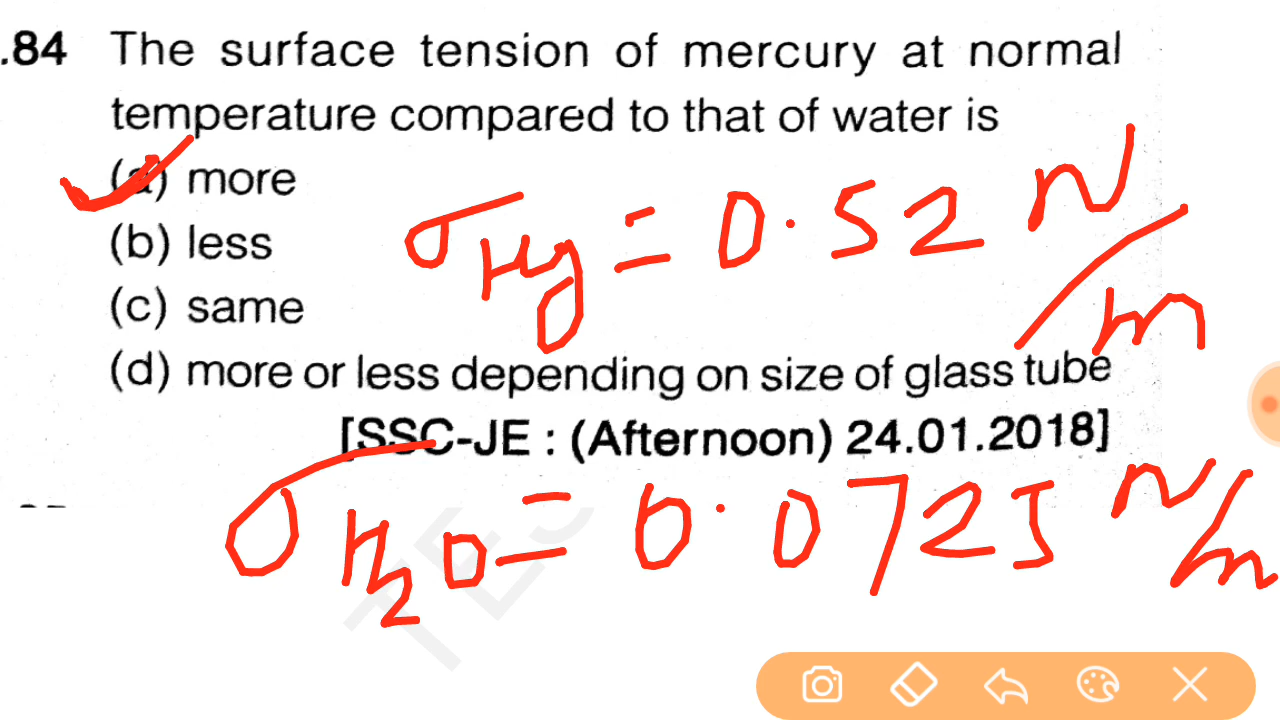 .84 The surface tension of mercury at normal
temperature compared to that of water is
(a) more
(b) less
(c) same
(d) more or less depending on size of glass tube
[SSC-JE : (Afternoon) 24.01.2018]
σHg = 0.52 N/m
σH₂O = 0.0725 N/m